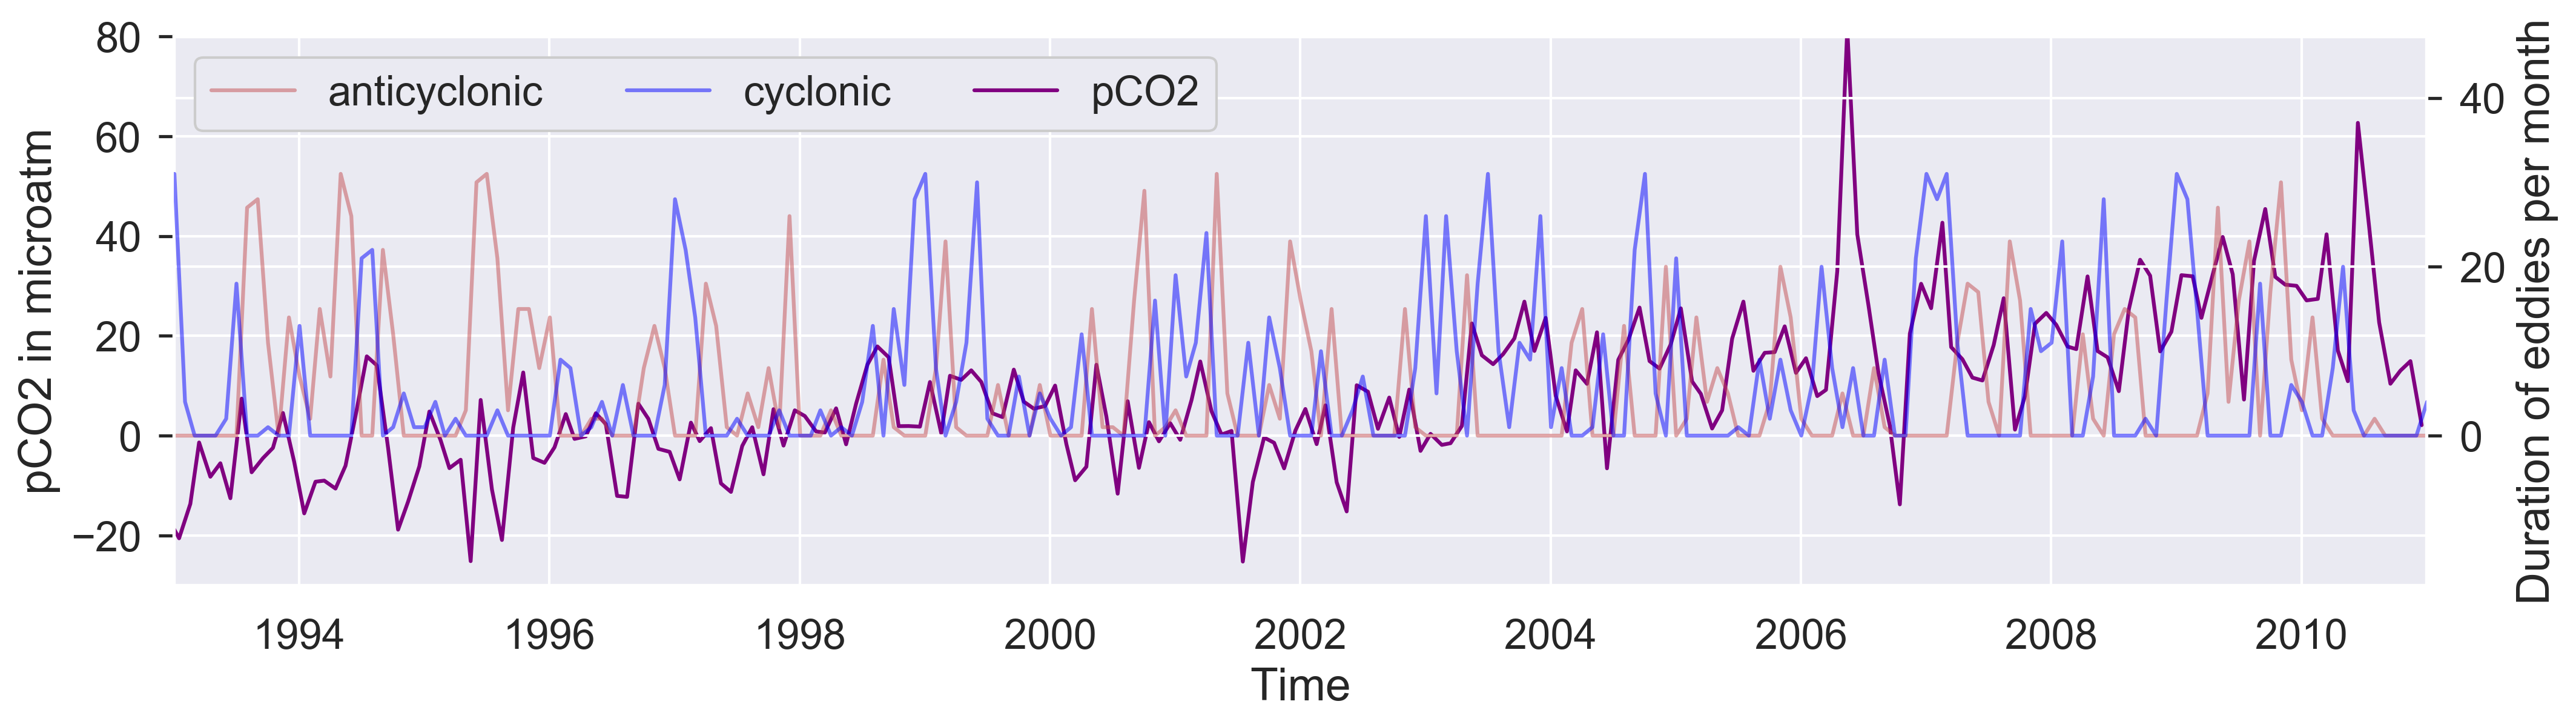 80
60
40
20
0
−20
pCO2 in microatm
anticyclonic cyclonic pCO2
40
20
0
Duration of eddies per month
1994 1996 1998 2000 2002 2004 2006 2008 2010
Time